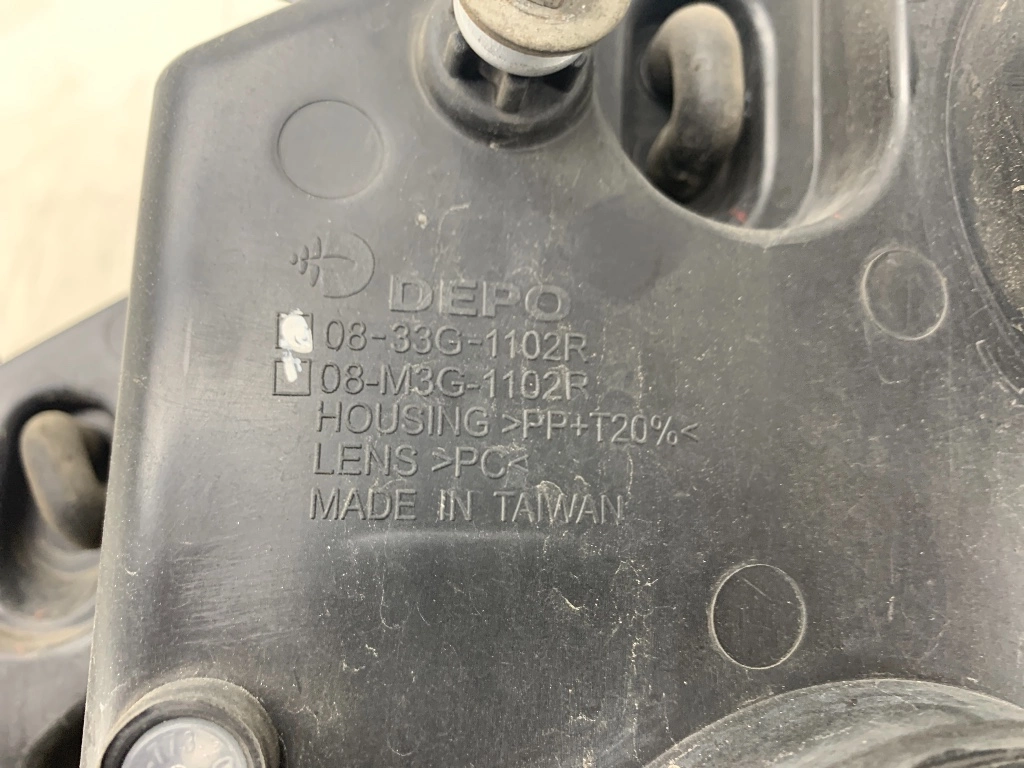 DEPO
08-33G-1102R
08-M3G-1102R
HOUSING >PP+T20%<
LENS >PC<
MADE IN TAIWAN